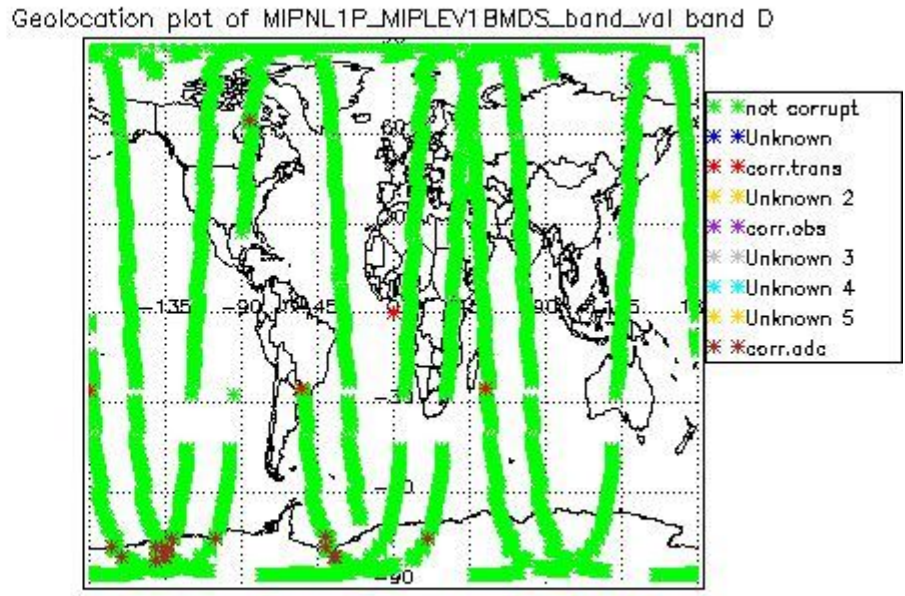 Geolocation plot of MIPNL1P_MIPLEV1BMDS_band_val band D
not corrupt
Unknown
corr.trans
Unknown 2
corr.obs
Unknown 3
Unknown 4
Unknown 5
corr.adc
-135 -90 -45
-90